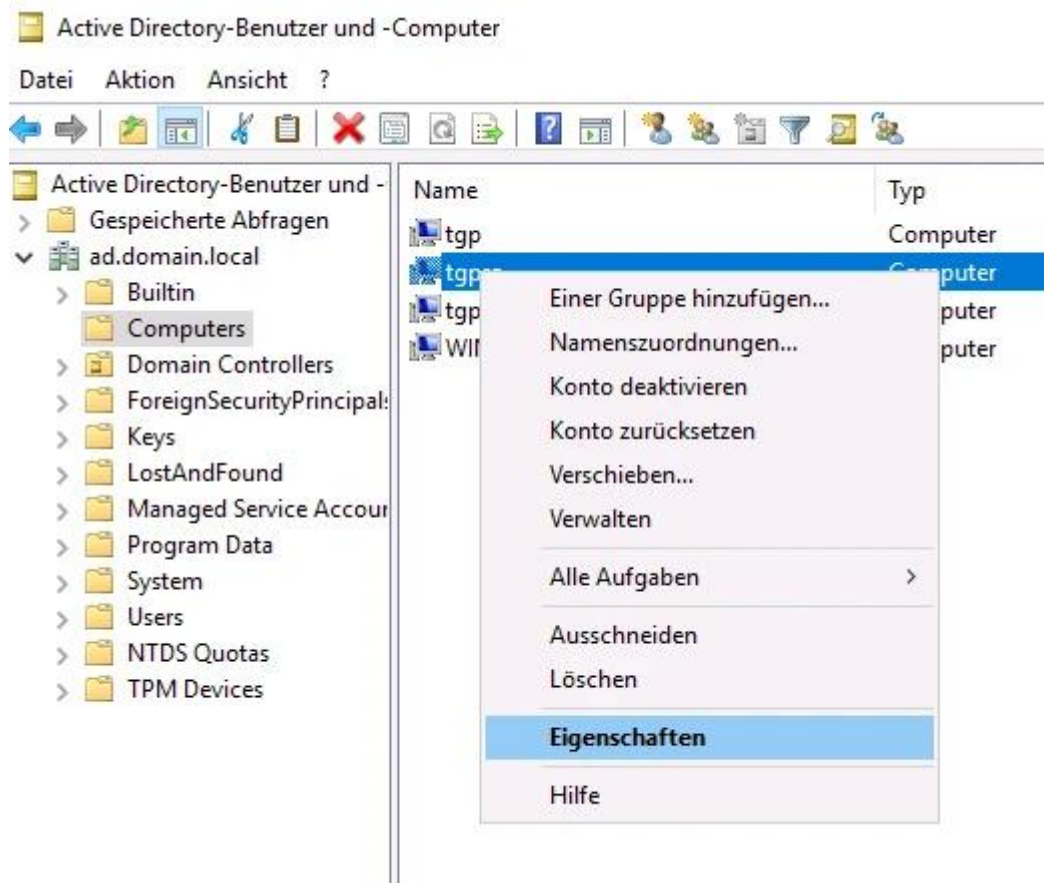 Active Directory-Benutzer und -Computer
Datei Aktion Ansicht ?
Active Directory-Benutzer und -
Gespeicherte Abfragen
ad.domain.local
Builtin
Computers
Domain Controllers
ForeignSecurityPrincipals
Keys
LostAndFound
Managed Service Accour
Program Data
System
Users
NTDS Quotas
TPM Devices
Name Typ
tgp Computer
Computer
tgp puter
WIN puter
Einer Gruppe hinzufügen...
Namenszuordnungen...
Konto deaktivieren
Konto zurücksetzen
Verschieben...
Verwalten
Alle Aufgaben >
Ausschneiden
Löschen
Eigenschaften
Hilfe